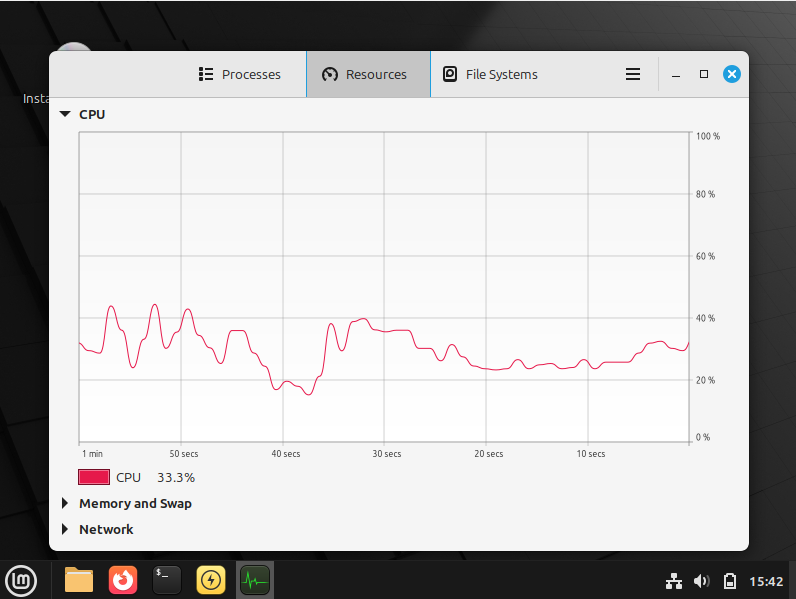 Insta
Processes
Resources
File Systems
CPU
100 %
80 %
60 %
40 %
20 %
0 %
1 min
50 secs
40 secs
30 secs
20 secs
10 secs
CPU 33.3%
Memory and Swap
Network
$_
15:42